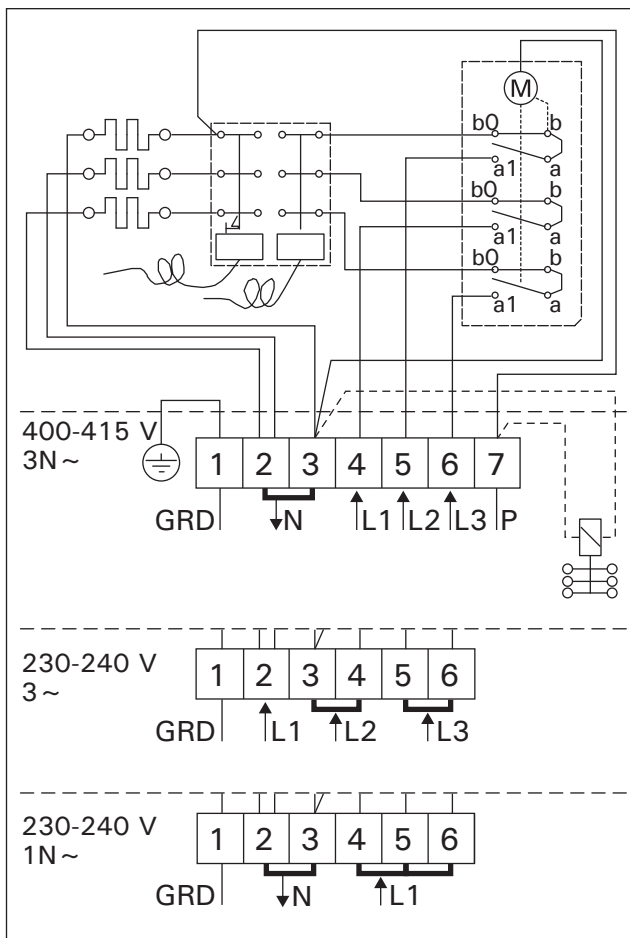 M
b0 b
a1 a
b0 b
a1 a
b0 b
a1 a
400-415 V
3N~
1 2 3 4 5 6 7
GRD N L1 L2 L3 P
230-240 V
3~
1 2 3 4 5 6
GRD L1 L2 L3
230-240 V
1N~
1 2 3 4 5 6
GRD N L1